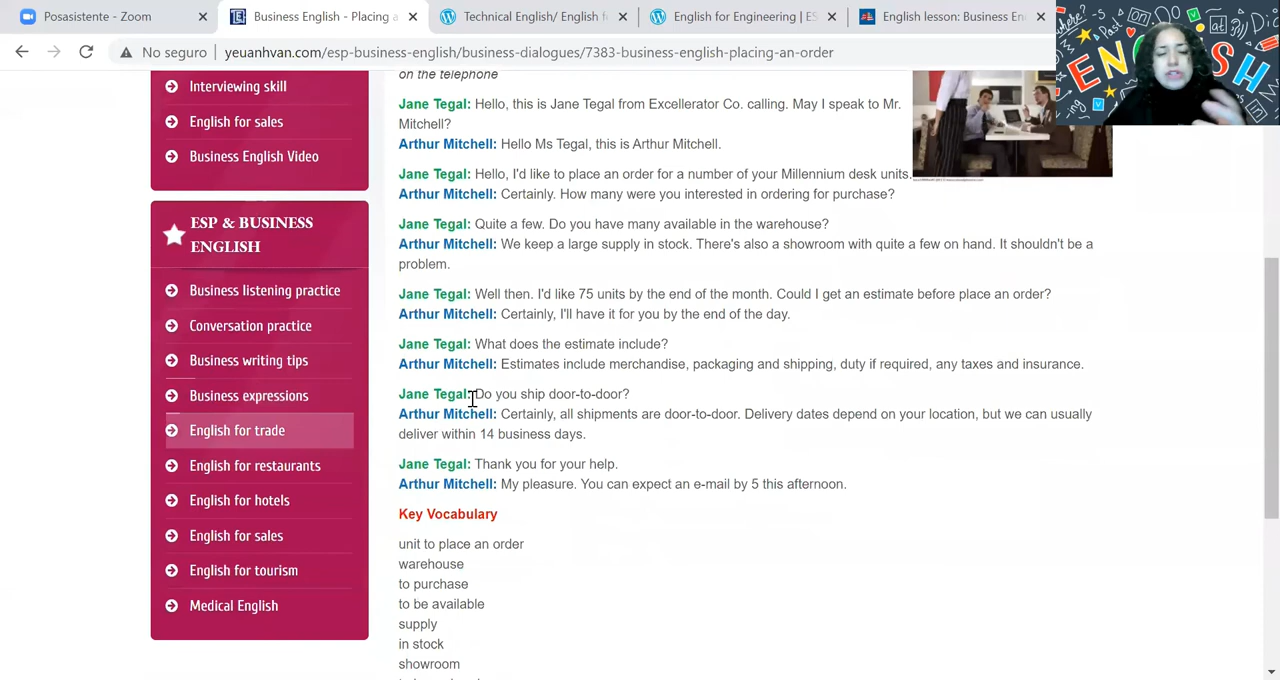 Posasistente - Zoom
Business English - Placing a
Technical English/ English f
English for Engineering | ES
English lesson: Business En
No seguro
yeuanhvan.com/esp-business-english/business-dialogues/7383-business-english-placing-an-order
ENGLISH
Interviewing skill
English for sales
Business English Video
ESP & BUSINESS
ENGLISH
Business listening practice
Conversation practice
Business writing tips
Business expressions
English for trade
English for restaurants
English for hotels
English for sales
English for tourism
Medical English
on the telephone
Jane Tegal: Hello, this is Jane Tegal from Excellerator Co. calling. May I speak to Mr.
Mitchell?
Arthur Mitchell: Hello Ms Tegal, this is Arthur Mitchell.
Jane Tegal: Hello, I'd like to place an order for a number of your Millennium desk units.
Arthur Mitchell: Certainly. How many were you interested in ordering for purchase?
Jane Tegal: Quite a few. Do you have many available in the warehouse?
Arthur Mitchell: We keep a large supply in stock. There's also a showroom with quite a few on hand. It shouldn't be a
problem.
Jane Tegal: Well then. I'd like 75 units by the end of the month. Could I get an estimate before place an order?
Arthur Mitchell: Certainly, I'll have it for you by the end of the day.
Jane Tegal: What does the estimate include?
Arthur Mitchell: Estimates include merchandise, packaging and shipping, duty if required, any taxes and insurance.
Jane Tegal: Do you ship door-to-door?
Arthur Mitchell: Certainly, all shipments are door-to-door. Delivery dates depend on your location, but we can usually
deliver within 14 business days.
Jane Tegal: Thank you for your help.
Arthur Mitchell: My pleasure. You can expect an e-mail by 5 this afternoon.
Key Vocabulary
unit to place an order
warehouse
to purchase
to be available
supply
in stock
showroom